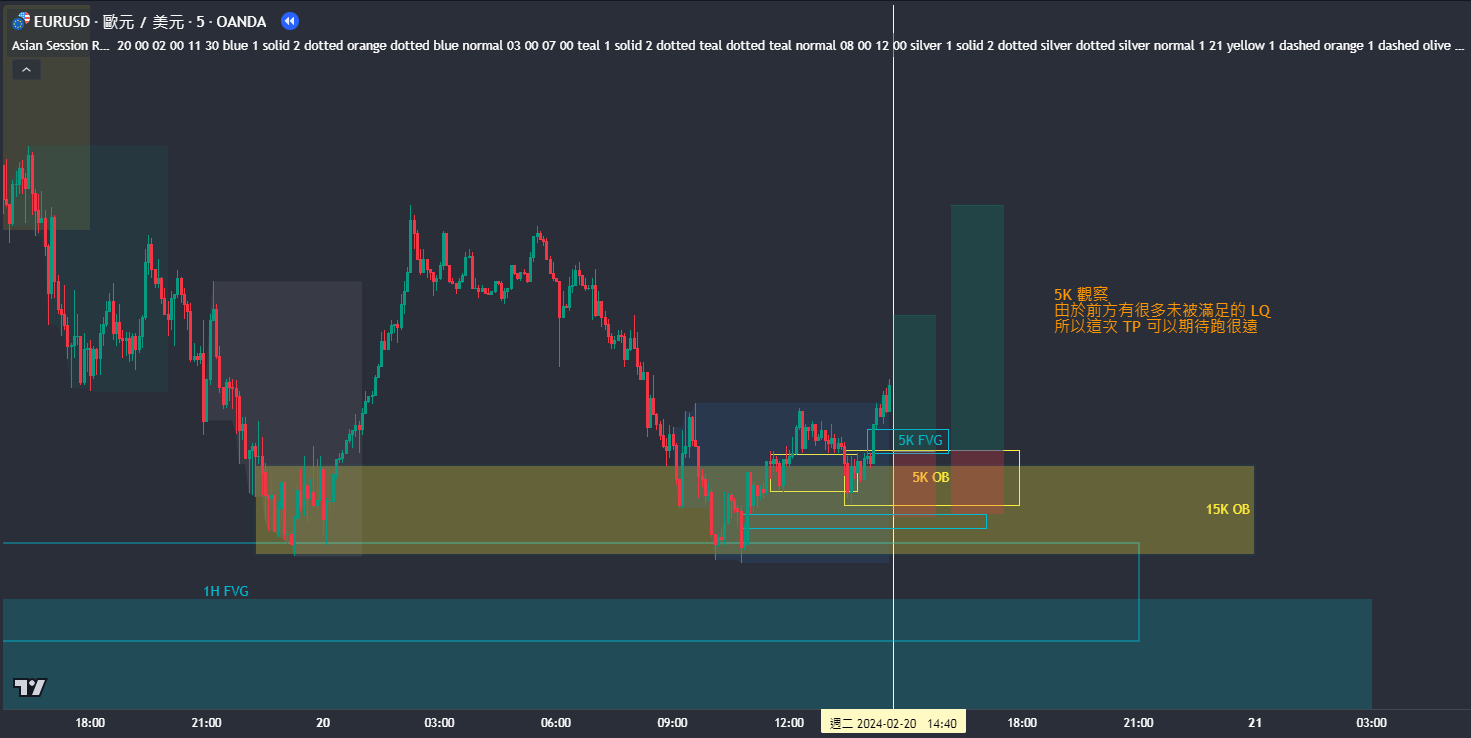 EURUSD · 歐元 / 美元 · 5 · OANDA
Asian Session R... 20 00 02 00 11 30 blue 1 solid 2 dotted orange dotted blue normal 03 00 07 00 teal 1 solid 2 dotted teal dotted teal normal 08 00 12 00 silver 1 solid 2 dotted silver dotted silver normal 1 21 yellow 1 dashed orange 1 dashed olive ...
5K 觀察
由於前方有很多未被滿足的 LQ
所以這次 TP 可以期待跑很遠
5K FVG
5K OB
15K OB
1H FVG
18:00 21:00 20 03:00 06:00 09:00 12:00 週二 2024-02-20 14:40 18:00 21:00 21 03:00